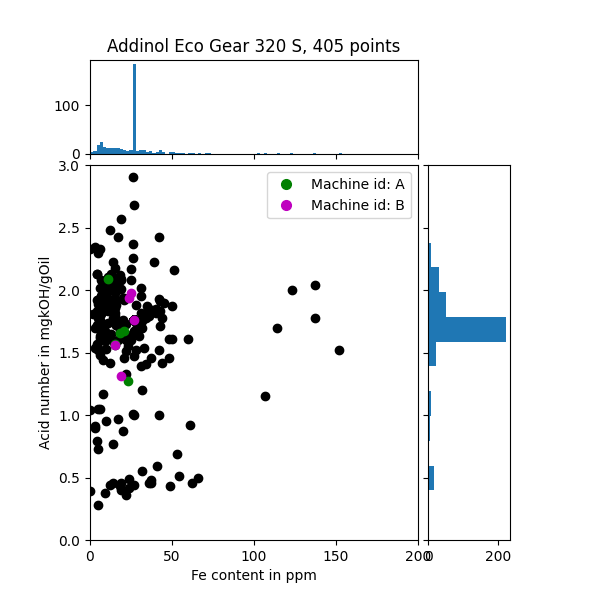 Addinol Eco Gear 320 S, 405 points
100
0
3.0
2.5
2.0
1.5
1.0
0.5
0.0
Acid number in mgkOH/gOil
Machine id: A
Machine id: B
0 50 100 150 200
0 200
Fe content in ppm